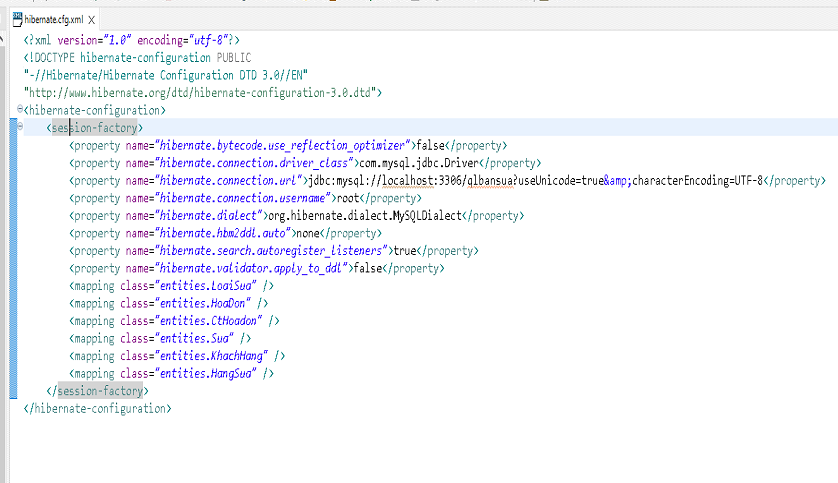 hibernate.cfg.xml
<?xml version="1.0" encoding="utf-8"?>
<!DOCTYPE hibernate-configuration PUBLIC
"-//Hibernate/Hibernate Configuration DTD 3.0//EN"
"http://www.hibernate.org/dtd/hibernate-configuration-3.0.dtd">
<hibernate-configuration>
<session-factory>
<property name="hibernate.bytecode.use_reflection_optimizer">false</property>
<property name="hibernate.connection.driver_class">com.mysql.jdbc.Driver</property>
<property name="hibernate.connection.url">jdbc:mysql://localhost:3306/qlbansua?useUnicode=true&amp;characterEncoding=UTF-8</property>
<property name="hibernate.connection.username">root</property>
<property name="hibernate.dialect">org.hibernate.dialect.MySQLDialect</property>
<property name="hibernate.hbm2ddl.auto">none</property>
<property name="hibernate.search.autoregister_listeners">true</property>
<property name="hibernate.validator.apply_to_ddl">false</property>
<mapping class="entities.LoaiSua" />
<mapping class="entities.HoaDon" />
<mapping class="entities.CtHoadon" />
<mapping class="entities.Sua" />
<mapping class="entities.KhachHang" />
<mapping class="entities.HangSua" />
</session-factory>
</hibernate-configuration>